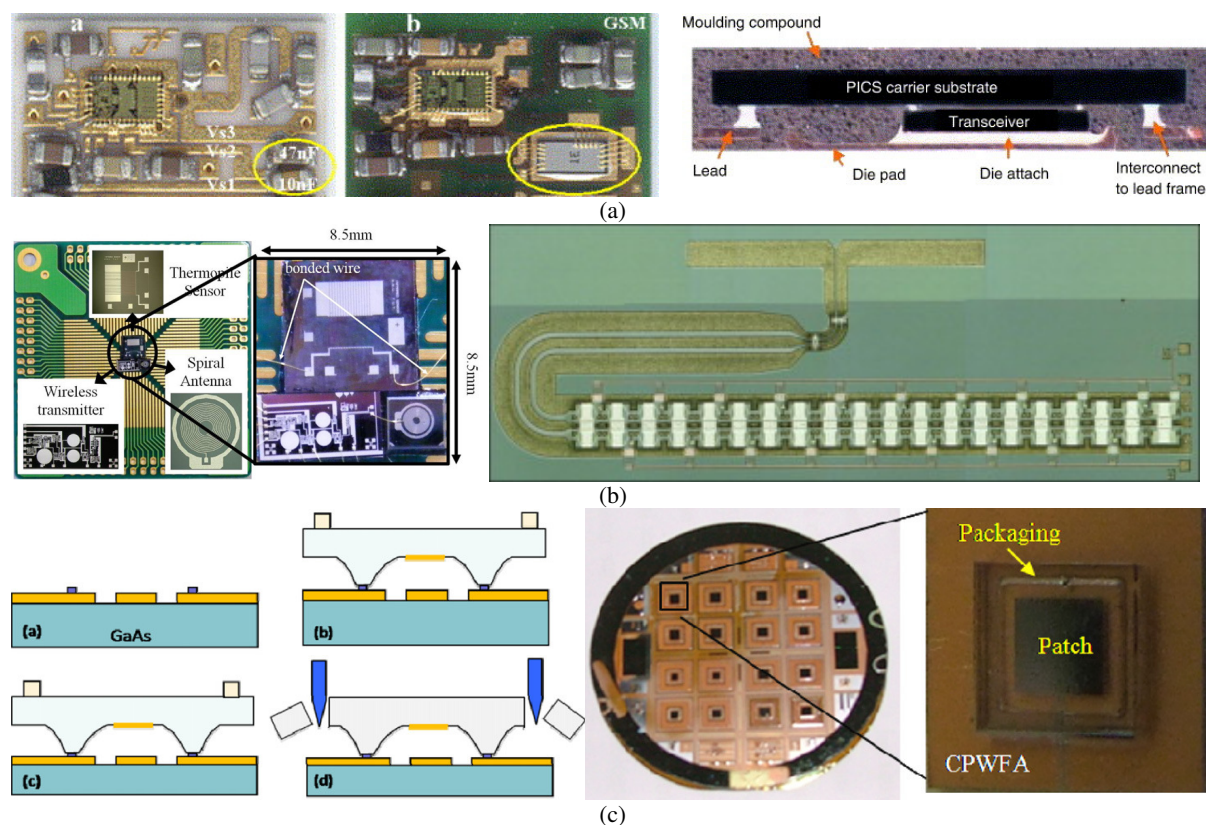 a
Vs3
Vs2
47nF
Vs1
10nF
b
GSM
Moulding compound
PICS carrier substrate
Transceiver
Lead
Die pad
Die attach
Interconnect
to lead frame
(a)
Thermopile
Sensor
Spiral
Antenna
Wireless
transmitter
8.5mm
bonded wire
8.5mm
(b)
(a)
GaAs
(b)
(c)
(d)
Packaging
Patch
CPWFA
(c)